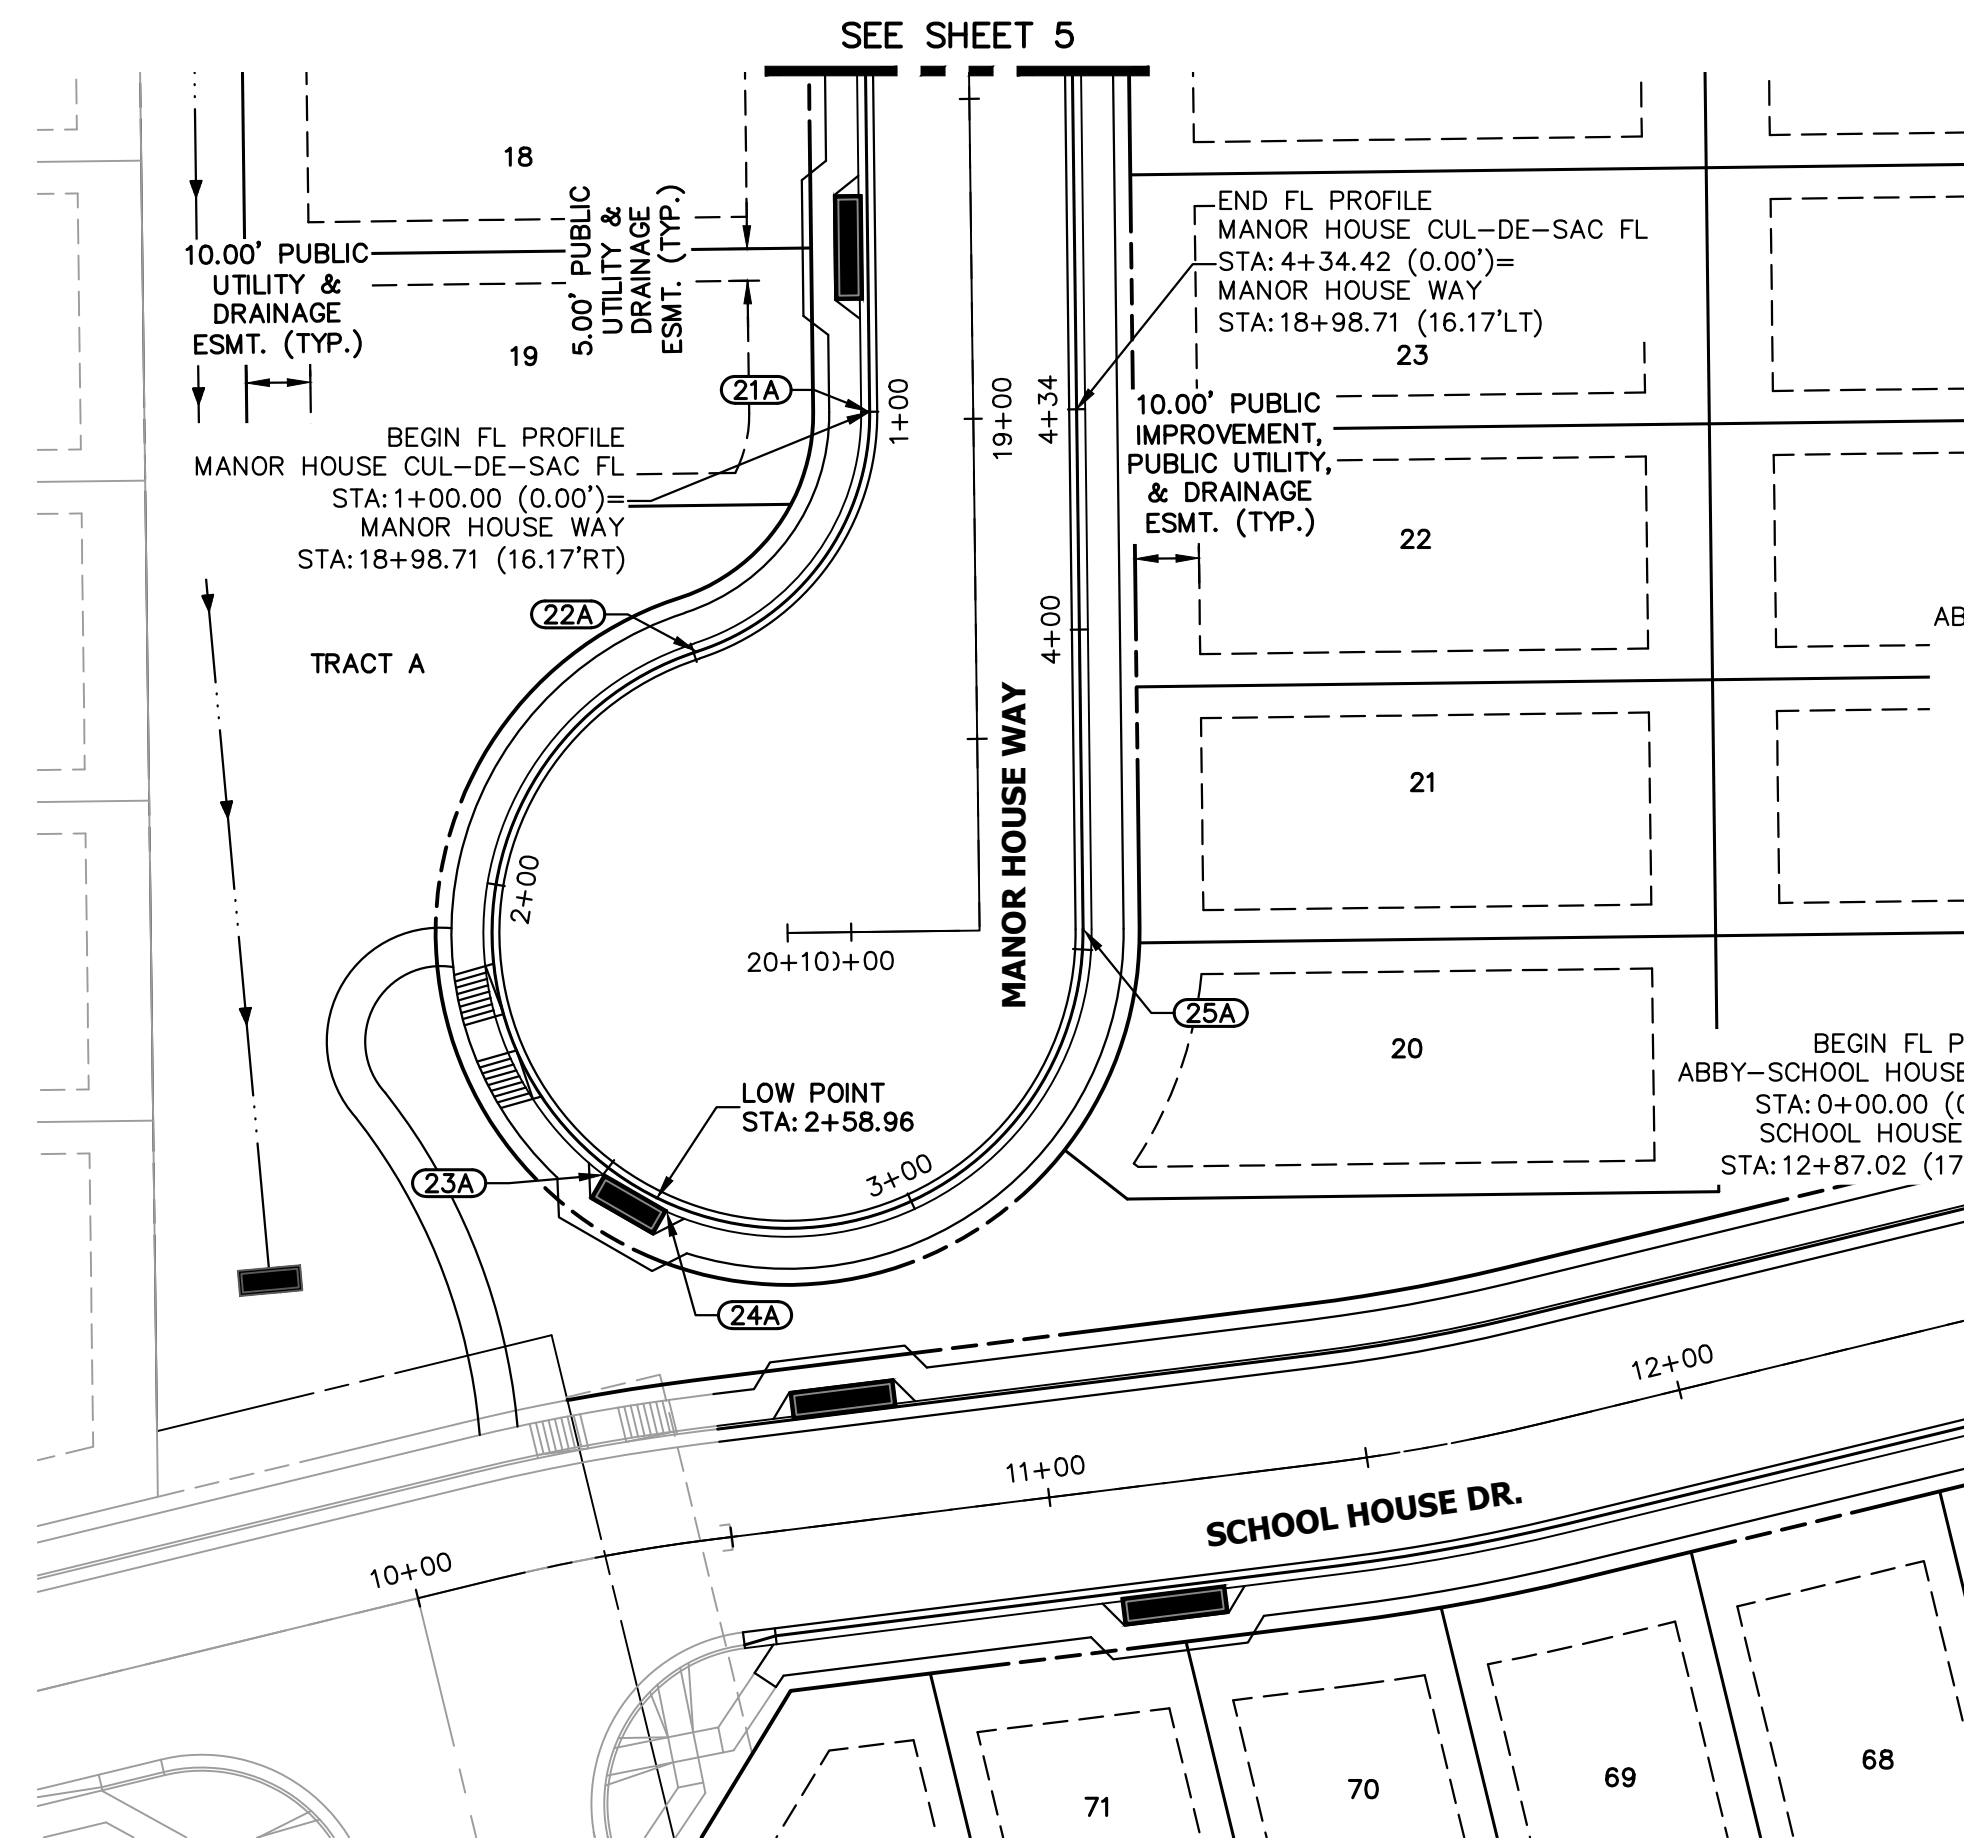 SEE SHEET 5
18
10.00' PUBLIC
UTILITY &
DRAINAGE
ESMT. (TYP.)
5.00' PUBLIC
UTILITY &
DRAINAGE
ESMT. (TYP.)
19
END FL PROFILE
MANOR HOUSE CUL-DE-SAC FL
STA: 4+34.42 (0.00')=
MANOR HOUSE WAY
STA:18+98.71 (16.17'LT)
23
21A
1+00
19+00
4+34
10.00' PUBLIC
IMPROVEMENT,
PUBLIC UTILITY,
& DRAINAGE
ESMT. (TYP.)
BEGIN FL PROFILE
MANOR HOUSE CUL-DE-SAC FL
STA:1+00.00 (0.00')=
MANOR HOUSE WAY
STA:18+98.71 (16.17'RT)
22
22A
4+00
AB
TRACT A
MANOR HOUSE WAY
21
2+00
20+10)+00
25A
20
BEGIN FL P
ABBY-SCHOOL HOUSE
STA: 0+00.00 (0
SCHOOL HOUSE
STA:12+87.02 (17
LOW POINT
STA: 2+58.96
23A
3+00
24A
12+00
11+00
SCHOOL HOUSE DR.
10+00
71
70
69
68